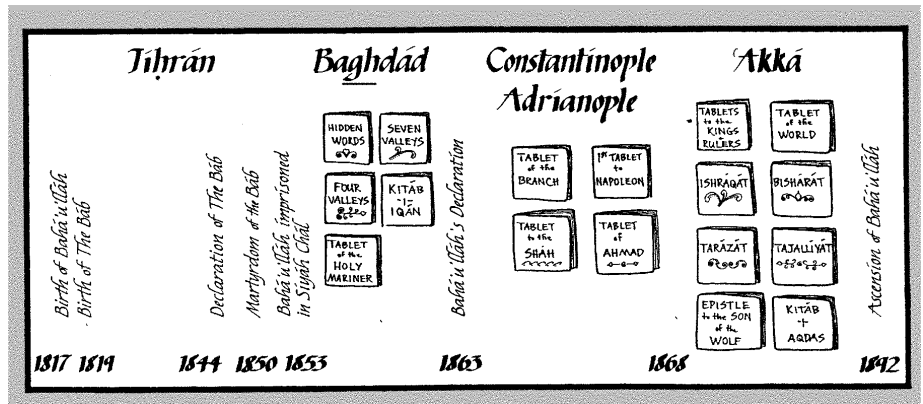 Ṭihrán
Baghdád
Constantinople
Adrianople
'Akká
Birth of Bahá'u'lláh
Birth of The Báb
Declaration of The Báb
Martyrdom of the Báb
Bahá'u'lláh imprisoned
in Síyáh Chál
HIDDEN
WORDS
SEVEN
VALLEYS
FOUR
VALLEYS
KITÁB
-i-
IQÁN
TABLET
of the
HOLY
MARINER
Bahá'u'lláh's Declaration
TABLET
of the
BRANCH
1st TABLET
to
NAPOLEON
TABLET
to the
SHÁH
TABLET
of
AHMAD
TABLETS
to the
KINGS
+
RULERS
TABLET
of the
WORLD
ISHRÁQÁT
BISHÁRÁT
TARÁZÁT
TAJALLÍYÁT
EPISTLE
to the SON
of the
WOLF
KITÁB
-i-
AQDAS
Ascension of Bahá'u'lláh
1817 1819 1844 1850 1853 1863 1868 1892